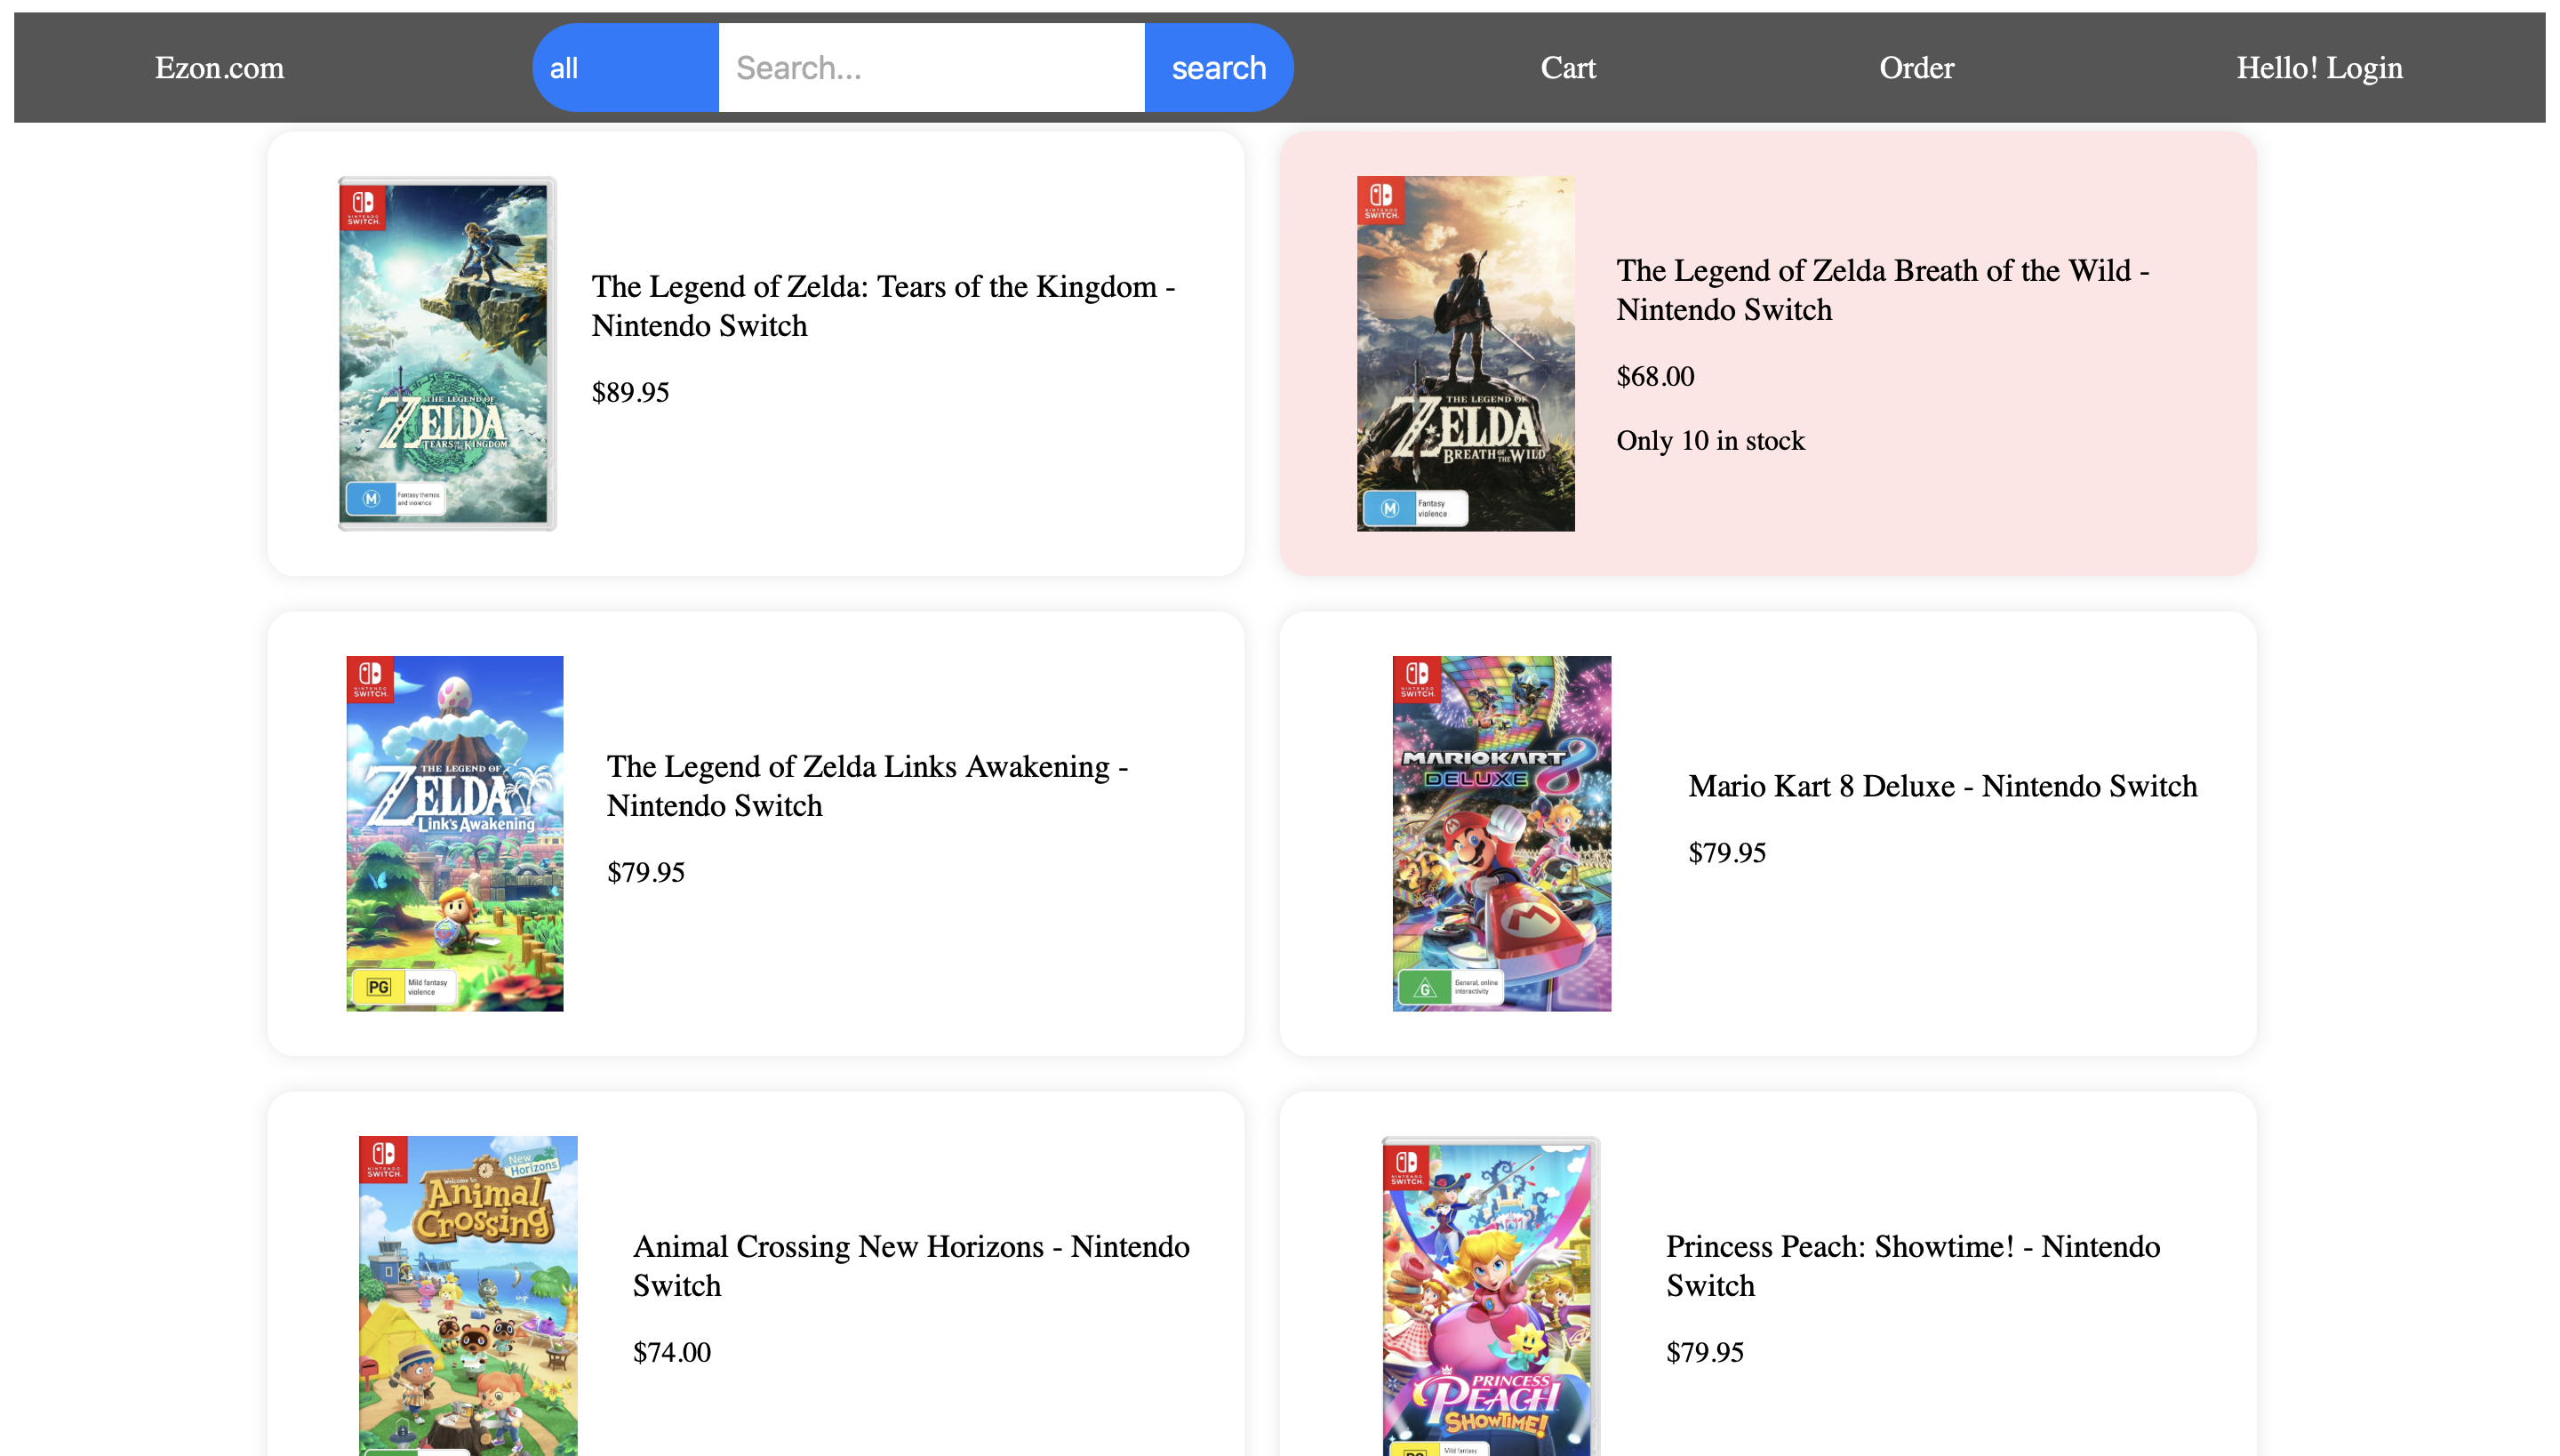 Ezon.com
all
Search...
search
Cart
Order
Hello! Login
NINTENDO
SWITCH.
THE LEGEND OF
ZELDA
TEARS OF THE KINGDOM
M
Fantasy themes
and violence
The Legend of Zelda: Tears of the Kingdom -
Nintendo Switch
$89.95
NINTENDO
SWITCH.
THE LEGEND OF
ZELDA
BREATH OF THE WILD
M
Fantasy
violence
The Legend of Zelda Breath of the Wild -
Nintendo Switch
$68.00
Only 10 in stock
NINTENDO
SWITCH.
THE LEGEND OF
ZELDA
Link's Awakening
PG
Mild fantasy
violence
The Legend of Zelda Links Awakening -
Nintendo Switch
$79.95
NINTENDO
SWITCH.
MARIOKART 8
DELUXE
M
M
G
General, online
interactivity
Mario Kart 8 Deluxe - Nintendo Switch
$79.95
NINTENDO
SWITCH.
New
Horizons
Welcome to
Animal
Crossing
Animal Crossing New Horizons - Nintendo
Switch
$74.00
NINTENDO
SWITCH.
PRINCESS
PEACH
SHOWTIME!
PG
Mild fantasy
Princess Peach: Showtime! - Nintendo
Switch
$79.95